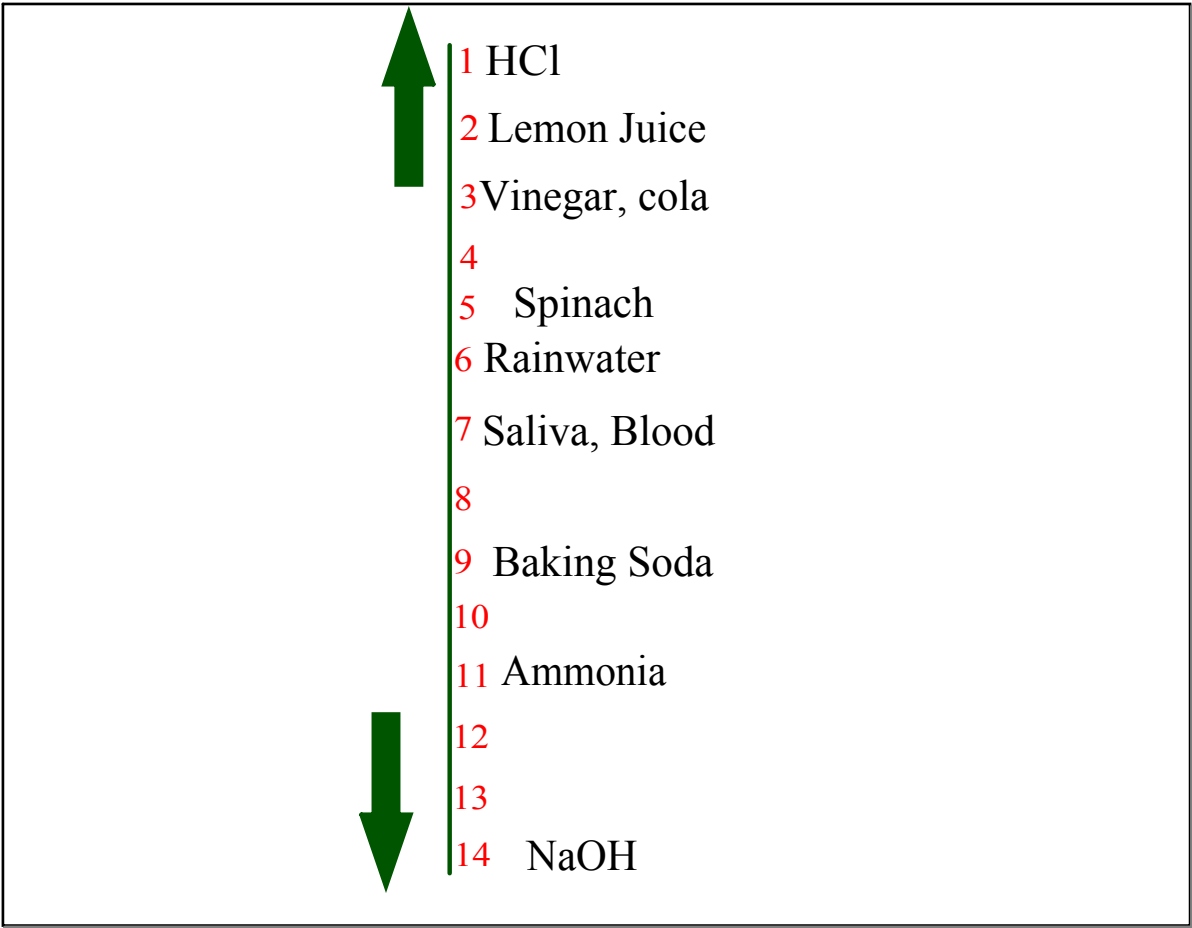 1 HCl
2 Lemon Juice
3 Vinegar, cola
4
5 Spinach
6 Rainwater
7 Saliva, Blood
8
9 Baking Soda
10
11 Ammonia
12
13
14 NaOH